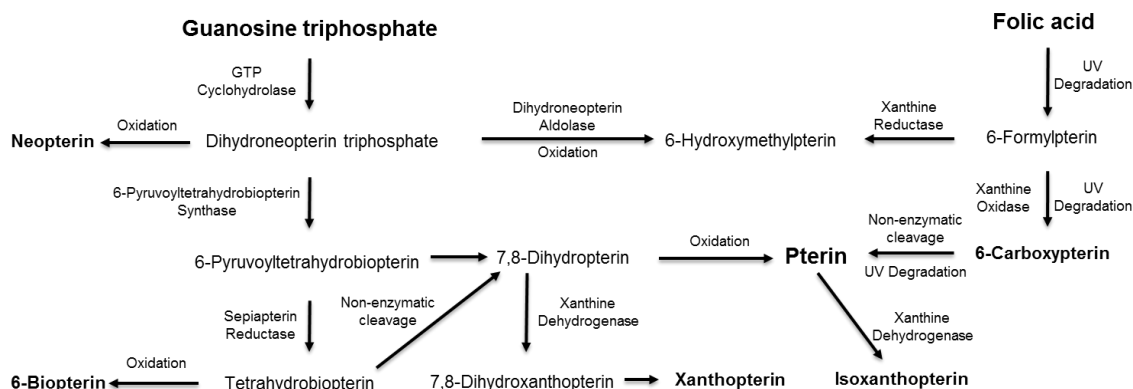 Guanosine triphosphate
Folic acid
GTP
Cyclohydrolase
UV
Degradation
Neopterin
Oxidation
Dihydroneopterin triphosphate
Dihydroneopterin
Aldolase
Oxidation
6-Hydroxymethylpterin
Xanthine
Reductase
6-Formylpterin
6-Pyruvoyltetrahydrobiopterin
Synthase
Xanthine
Oxidase
UV
Degradation
6-Pyruvoyltetrahydrobiopterin
7,8-Dihydropterin
Oxidation
Pterin
Non-enzymatic
cleavage
UV Degradation
6-Carboxypterin
Sepiapterin
Reductase
Non-enzymatic
cleavage
Xanthine
Dehydrogenase
Xanthine
Dehydrogenase
6-Biopterin
Oxidation
Tetrahydrobiopterin
7,8-Dihydroxanthopterin
Xanthopterin
Isoxanthopterin